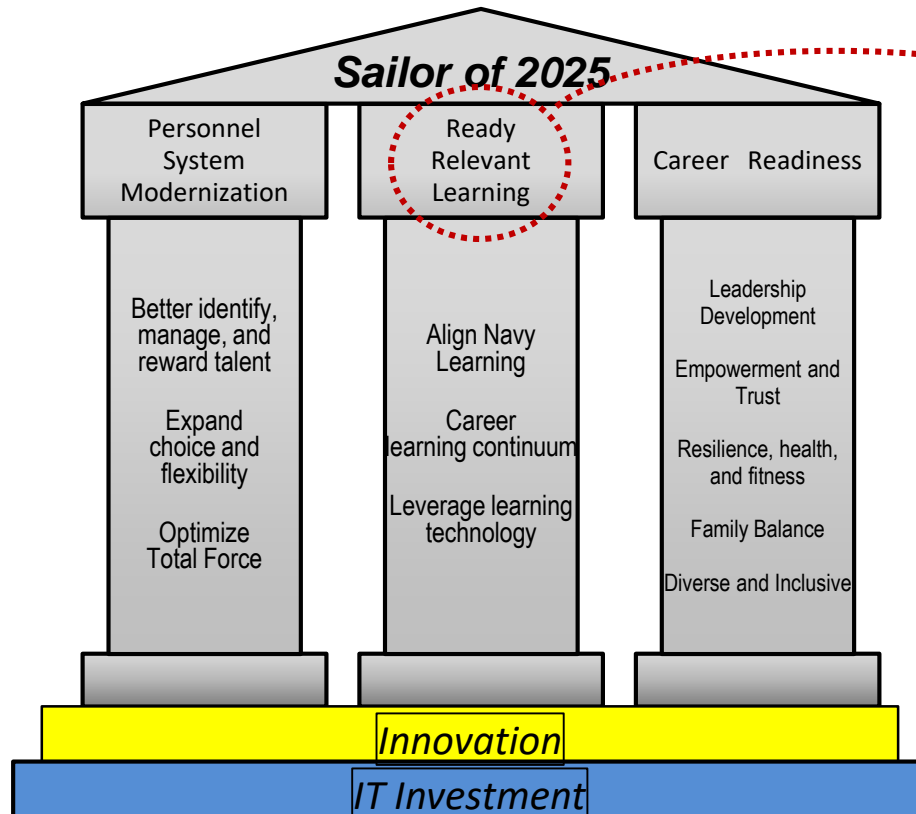 Sailor of 2025
Personnel
System
Modernization
Ready
Relevant
Learning
Career Readiness
Better identify,
manage, and
reward talent
Expand
choice and
flexibility
Optimize
Total Force
Align Navy
Learning
Career
learning continuum
Leverage learning
technology
Leadership
Development
Empowerment and
Trust
Resilience, health,
and fitness
Family Balance
Diverse and Inclusive
Innovation
IT Investment